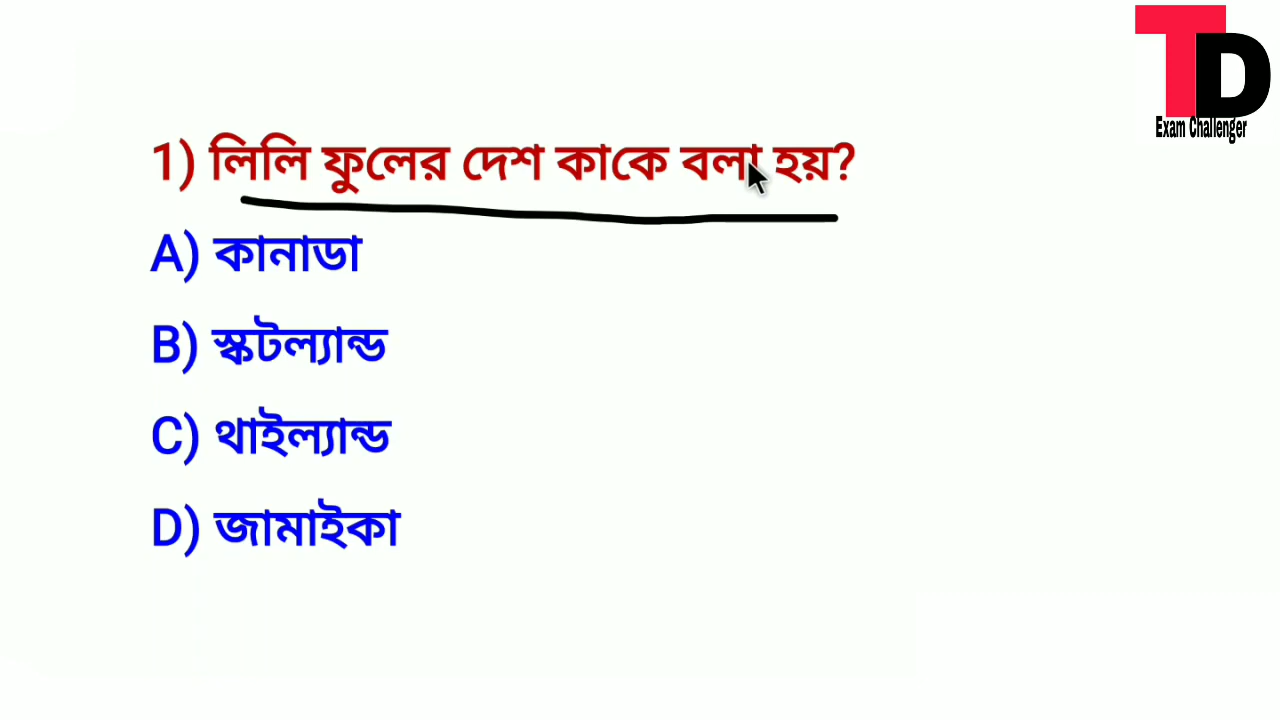 TD
Exam Challenger
1) লিলি ফুলের দেশ কাকে বলা হয়?
A) কানাডা
B) স্কটল্যান্ড
C) থাইল্যান্ড
D) জামাইকা